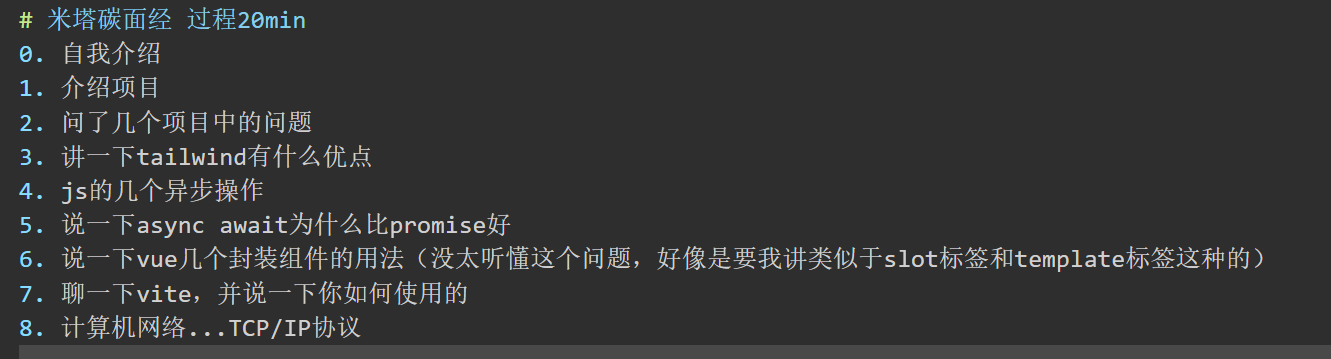 # 米塔碳面经 过程20min
0. 自我介绍
1. 介绍项目
2. 问了几个项目中的问题
3. 讲一下tailwind有什么优点
4. js的几个异步操作
5. 说一下async await为什么比promise好
6. 说一下vue几个封装组件的用法（没太听懂这个问题，好像是要我讲类似于slot标签和template标签这种的）
7. 聊一下vite，并说一下你如何使用的
8. 计算机网络...TCP/IP协议